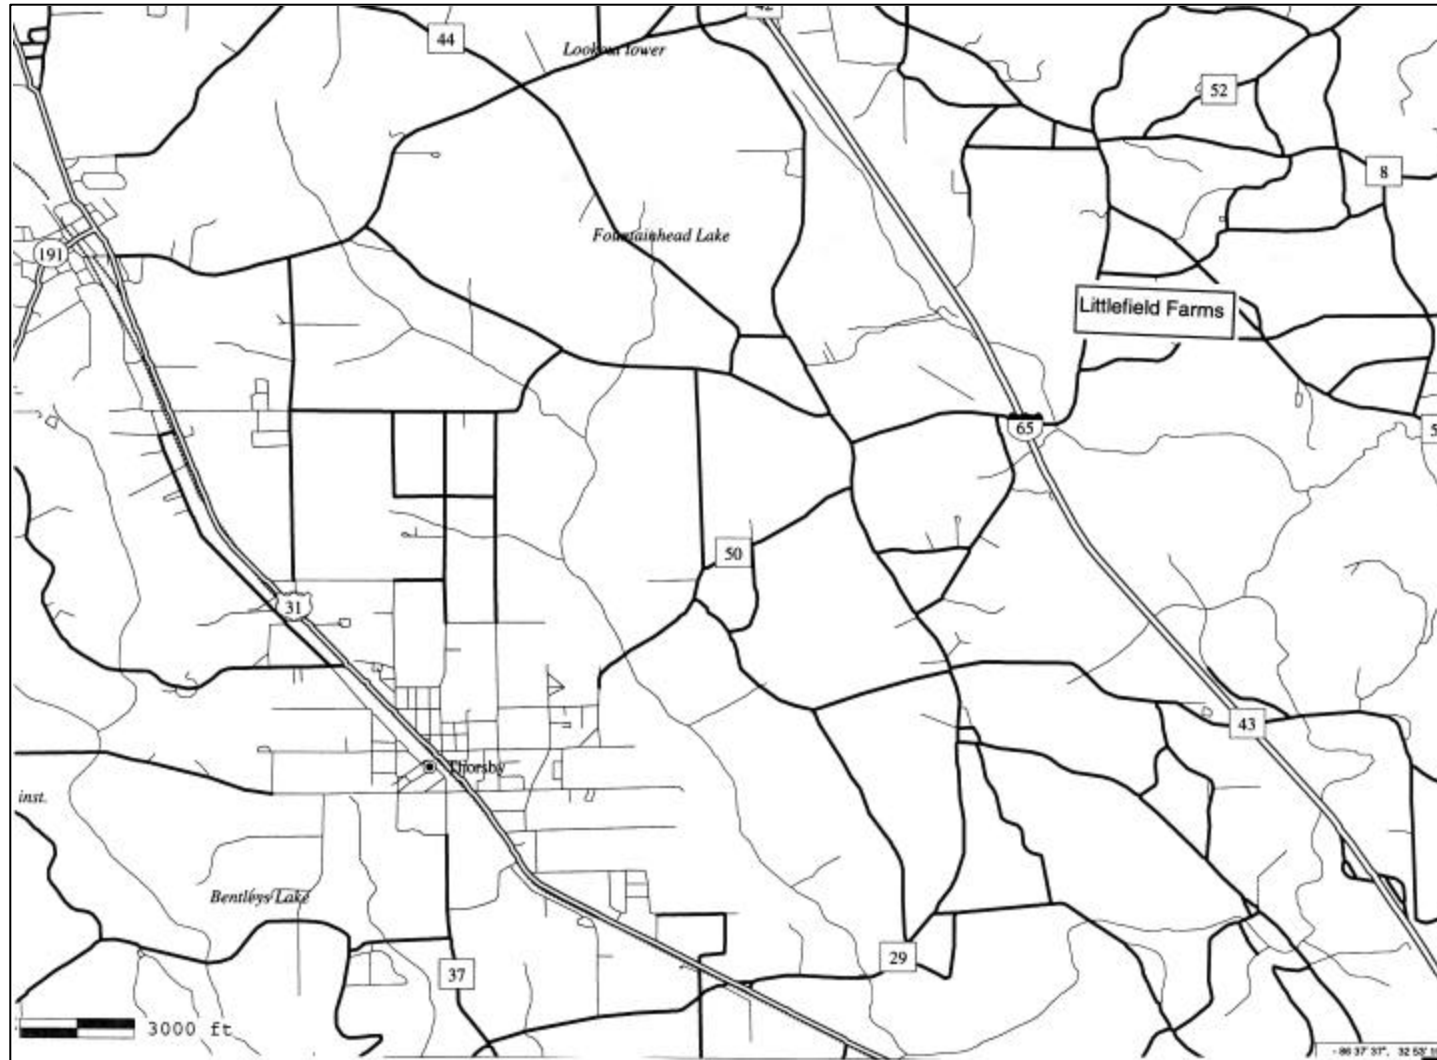 42
44
Lookout tower
52
8
191
Fountainhead Lake
Littlefield Farms
65
50
31
43
Thorsby
inst.
Bentleys Lake
29
37
3000 ft